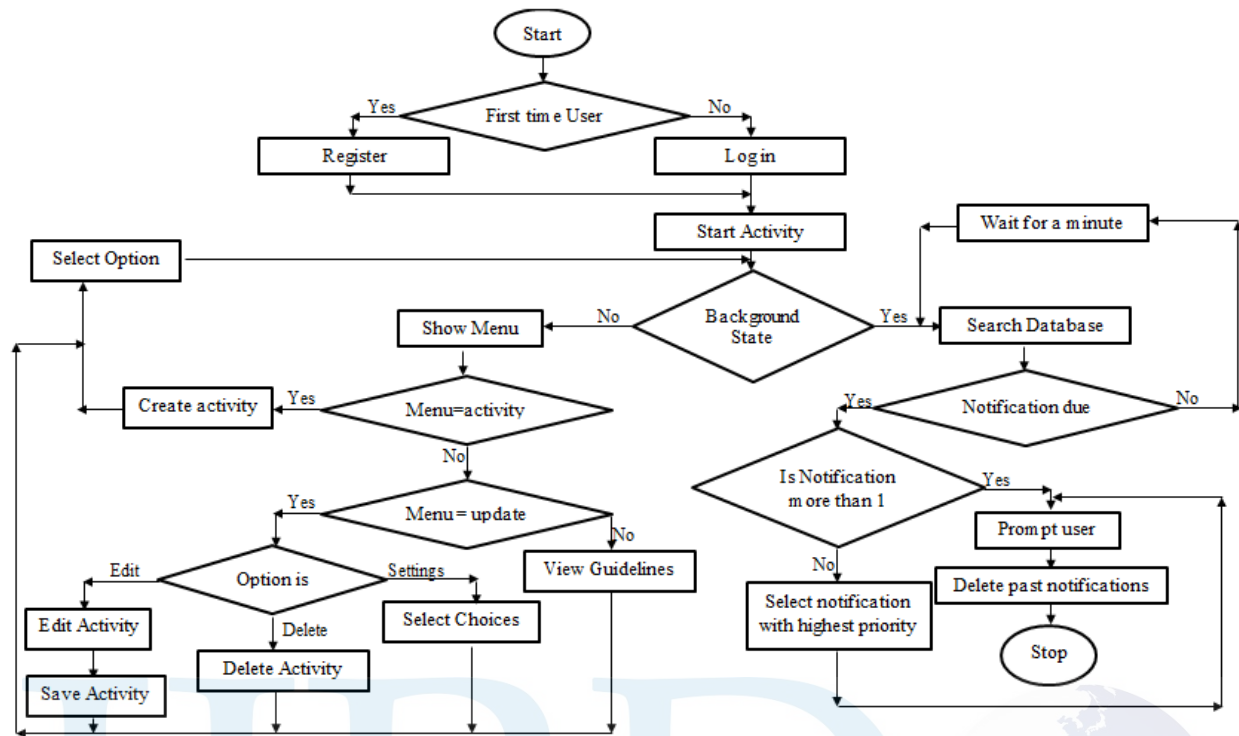 Start
First time User
Yes
No
Register
Login
Start Activity
Wait for a minute
Select Option
Background
State
No
Yes
Show Menu
Search Database
Create activity
Yes
Menu=activity
Yes
Notification due
No
No
Is Notification
more than 1
Yes
Yes
Menu= update
Prompt user
No
View Guidelines
Edit
Option is
Settings
No
Delete past notifications
Edit Activity
Select Choices
Select notification
with highest priority
Delete
Delete Activity
Stop
Save Activity